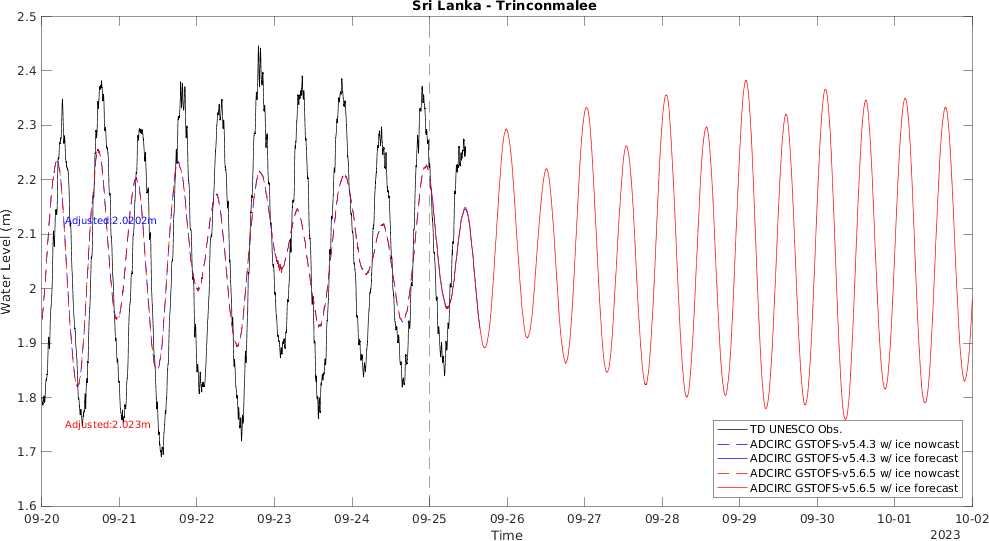 Sri Lanka - Trinconmalee
2.5
2.4
2.3
2.2
2.1
2
1.9
1.8
1.7
1.6
Water Level (m)
Adjusted:2.0202m
Adjusted:2.023m
TD UNESCO Obs.
ADCIRC GSTOFS-v5.4.3 w/ ice nowcast
ADCIRC GSTOFS-v5.4.3 w/ ice forecast
ADCIRC GSTOFS-v5.6.5 w/ ice nowcast
ADCIRC GSTOFS-v5.6.5 w/ ice forecast
09-20 09-21 09-22 09-23 09-24 09-25 09-26 09-27 09-28 09-29 09-30 10-01 10-02
Time
2023